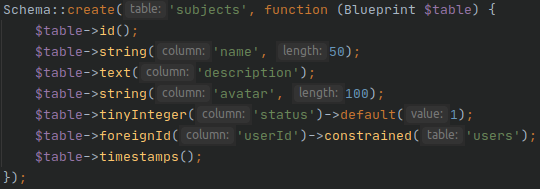 Schema::create( table: 'subjects', function (Blueprint $table) {
$table->id();
$table->string( column: 'name', length: 50);
$table->text( column: 'description');
$table->string( column: 'avatar', length: 100);
$table->tinyInteger( column: 'status')->default( value: 1);
$table->foreignId( column: 'userId')->constrained( table: 'users');
$table->timestamps();
});